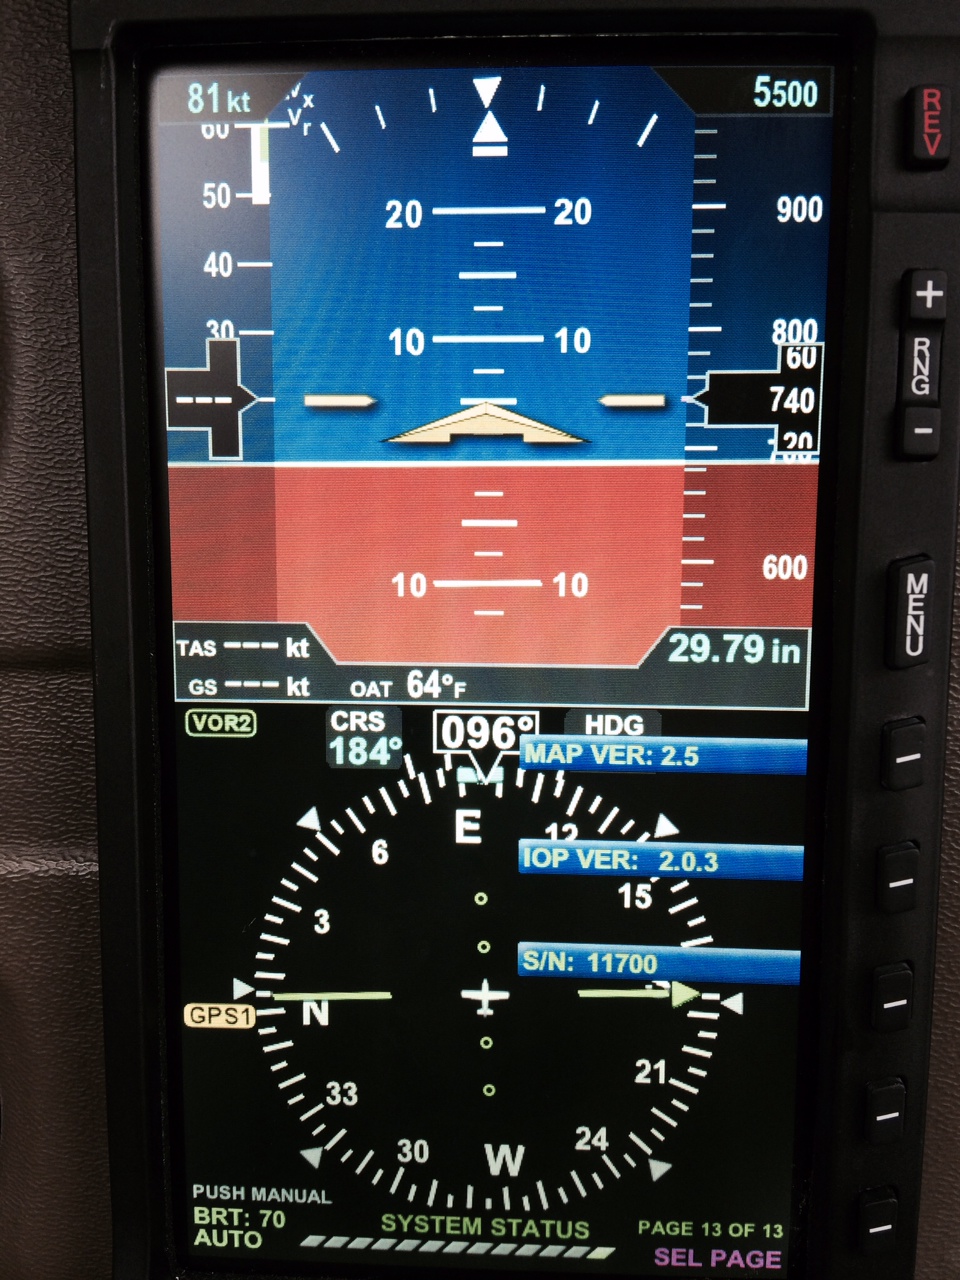 81 kt
Vx
Vr
5500
REV
60
50
900
20 20
40
+
RNG
-
30
10 10
800
60
---
740
20
700
600
10 10
MENU
TAS --- kt
29.79 in
GS --- kt
OAT 64°F
VOR2
CRS
184°
096°
HDG
MAP VER: 2.5
E
12
6
IOP VER: 2.0.3
15
3
S/N: 11700
GPS1
N
33
21
30
W
24
PUSH MANUAL
BRT: 70
AUTO
SYSTEM STATUS
PAGE 13 OF 13
SEL PAGE